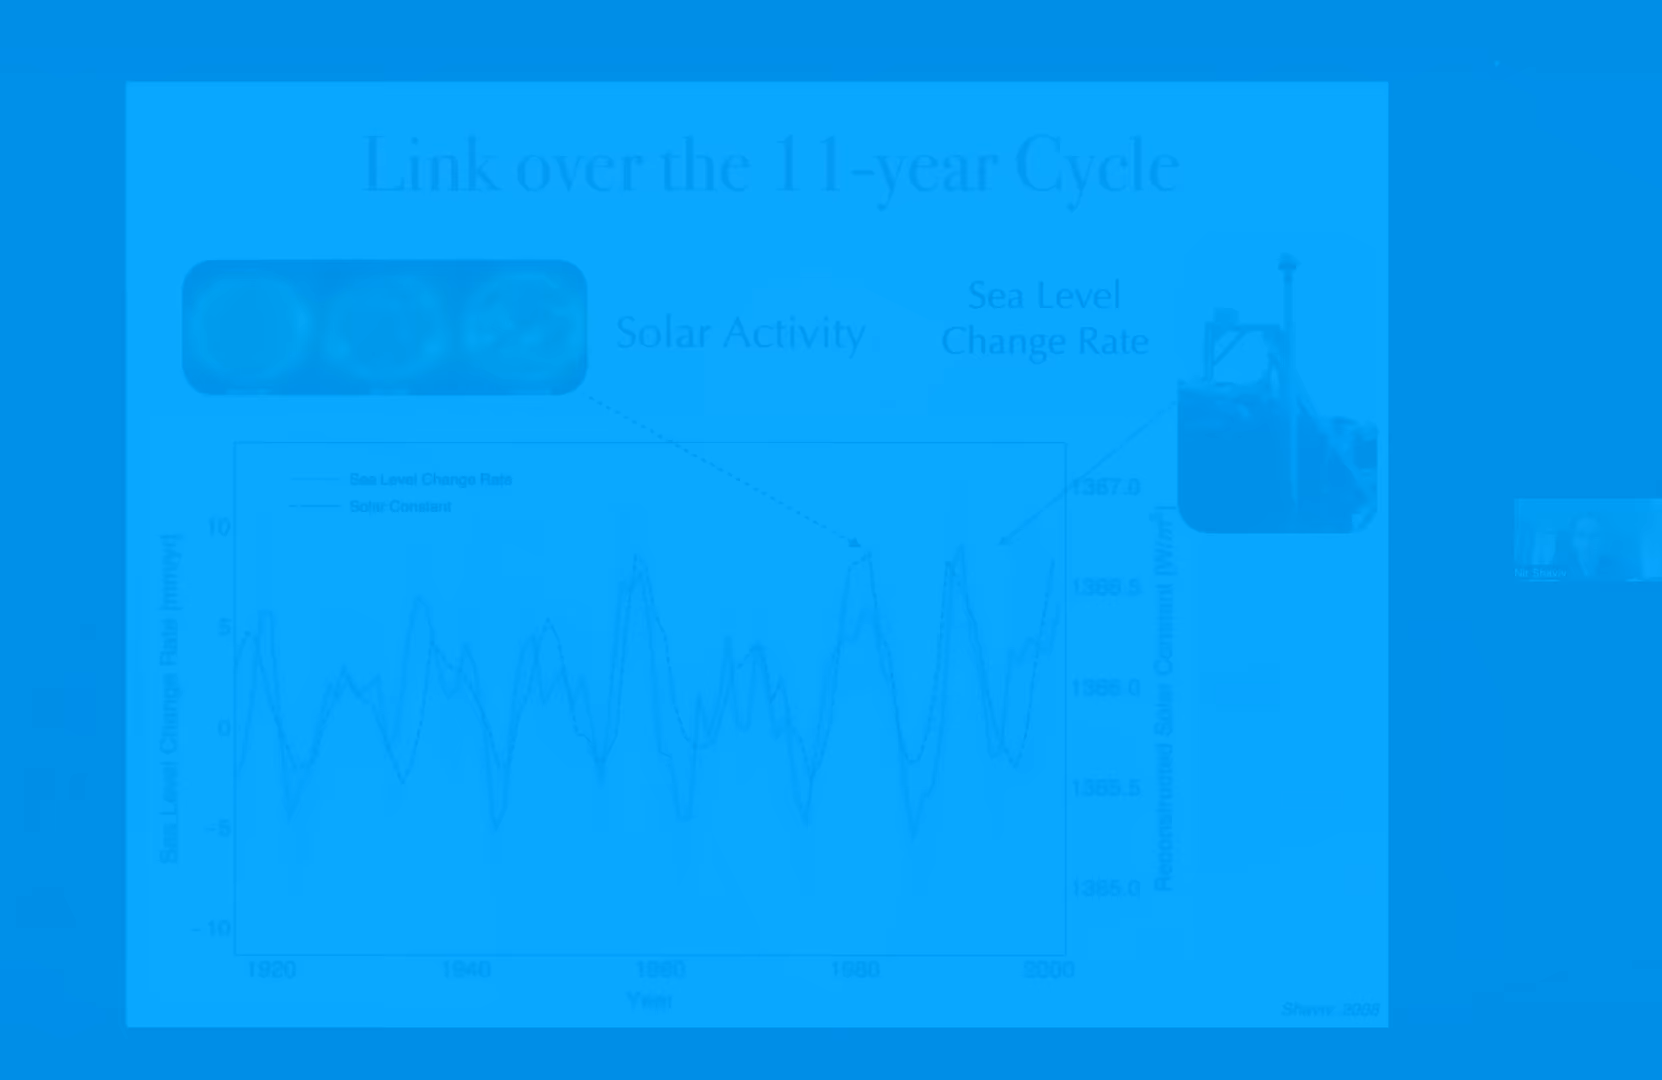 Link over the 11-year Cycle
Solar Activity
Sea Level
Change Rate
Sea Level Change Rate
Solar Constant
Sea Level Change Rate [mm/yr]
10
5
0
-5
-10
1367.0
1366.5
1366.0
1365.5
1365.0
Reconstructed Solar Constant [W/m²]
1920
1940
1960
1980
2000
Year
Shaviv, 2008
Nir Shaviv